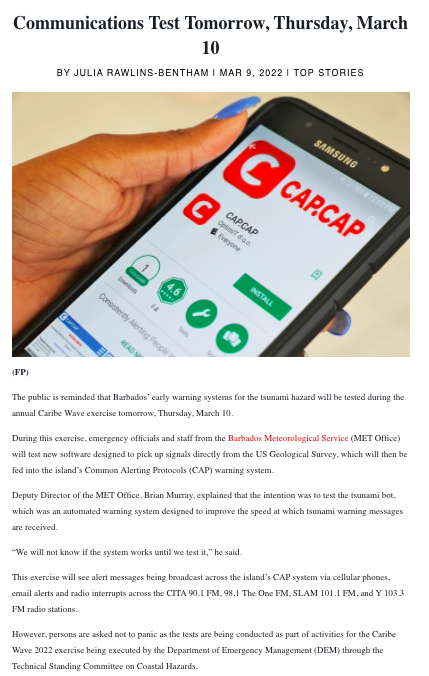 Communications Test Tomorrow, Thursday, March
10
BY JULIA RAWLINS-BENTHAM | MAR 9, 2022 | TOP STORIES
SAMSUNG
CAP.CAP
CAP.CAP
Everyone
INSTALL
1
4.6
Downloads
Consistently Alerting People
READ
(FP)
The public is reminded that Barbados’ early warning systems for the tsunami hazard will be tested during the
annual Caribe Wave exercise tomorrow, Thursday, March 10.
During this exercise, emergency officials and staff from the Barbados Meteorological Service (MET Office)
will test new software designed to pick up signals directly from the US Geological Survey, which will then be
fed into the island’s Common Alerting Protocols (CAP) warning system.
Deputy Director of the MET Office, Brian Murray, explained that the intention was to test the tsunami bot,
which was an automated warning system designed to improve the speed at which tsunami warning messages
are received.
“We will not know if the system works until we test it,” he said.
This exercise will see alert messages being broadcast across the island’s CAP system via cellular phones,
email alerts and radio interrupts across the CITA 90.1 FM, 98.1 The One FM, SLAM 101.1 FM, and Y 103.3
FM radio stations.
However, persons are asked not to panic as the tests are being conducted as part of activities for the Caribe
Wave 2022 exercise being executed by the Department of Emergency Management (DEM) through the
Technical Standing Committee on Coastal Hazards.